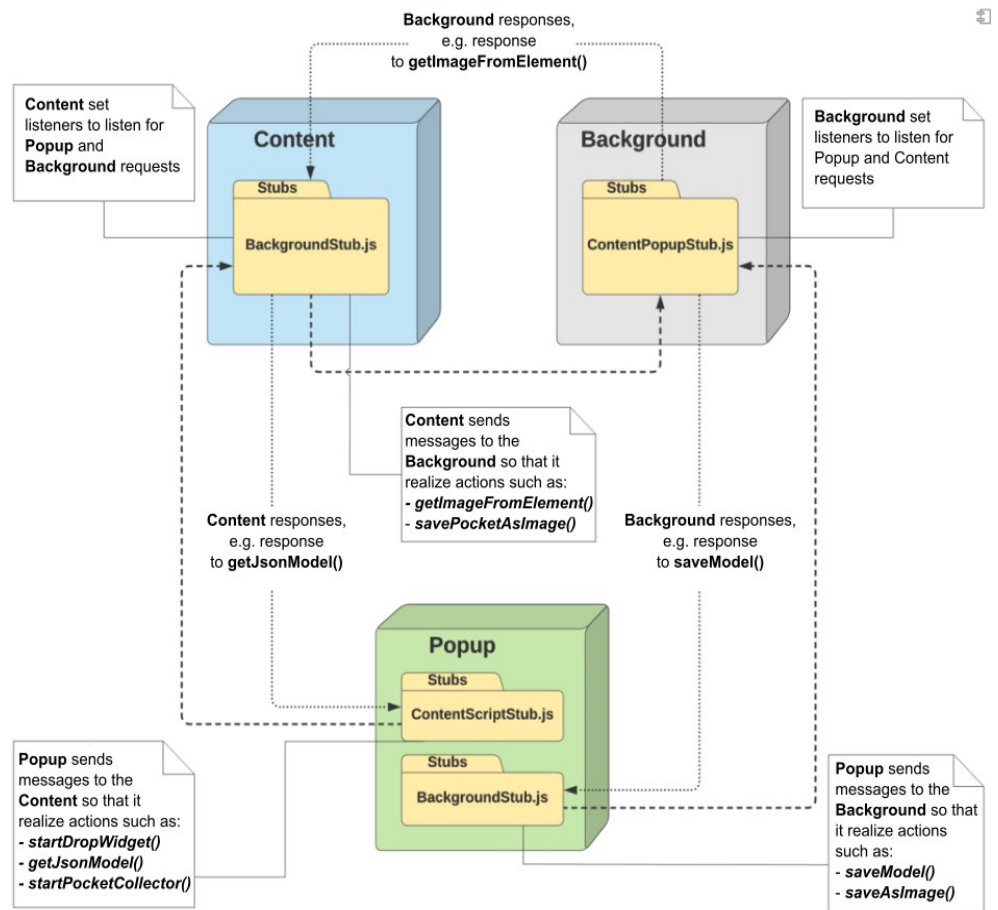 Background responses,
e.g. response
to getImageFromElement()
Content set
listeners to listen for
Popup and
Background requests
Content
Stubs
BackgroundStub.js
Background
Stubs
ContentPopupStub.js
Background set
listeners to listen for
Popup and Content
requests
Content sends
messages to the
Background so that it
realize actions such as:
- getImageFromElement()
- savePocketAsImage()
Content responses,
e.g. response
to getJsonModel()
Background responses,
e.g. response
to saveModel()
Popup
Stubs
ContentScriptStub.js
Stubs
BackgroundStub.js
Popup sends
messages to the
Content so that it
realize actions such as:
- startDropWidget()
- getJsonModel()
- startPocketCollector()
Popup sends
messages to the
Background so that
it realize actions
such as:
- saveModel()
- saveAsImage()